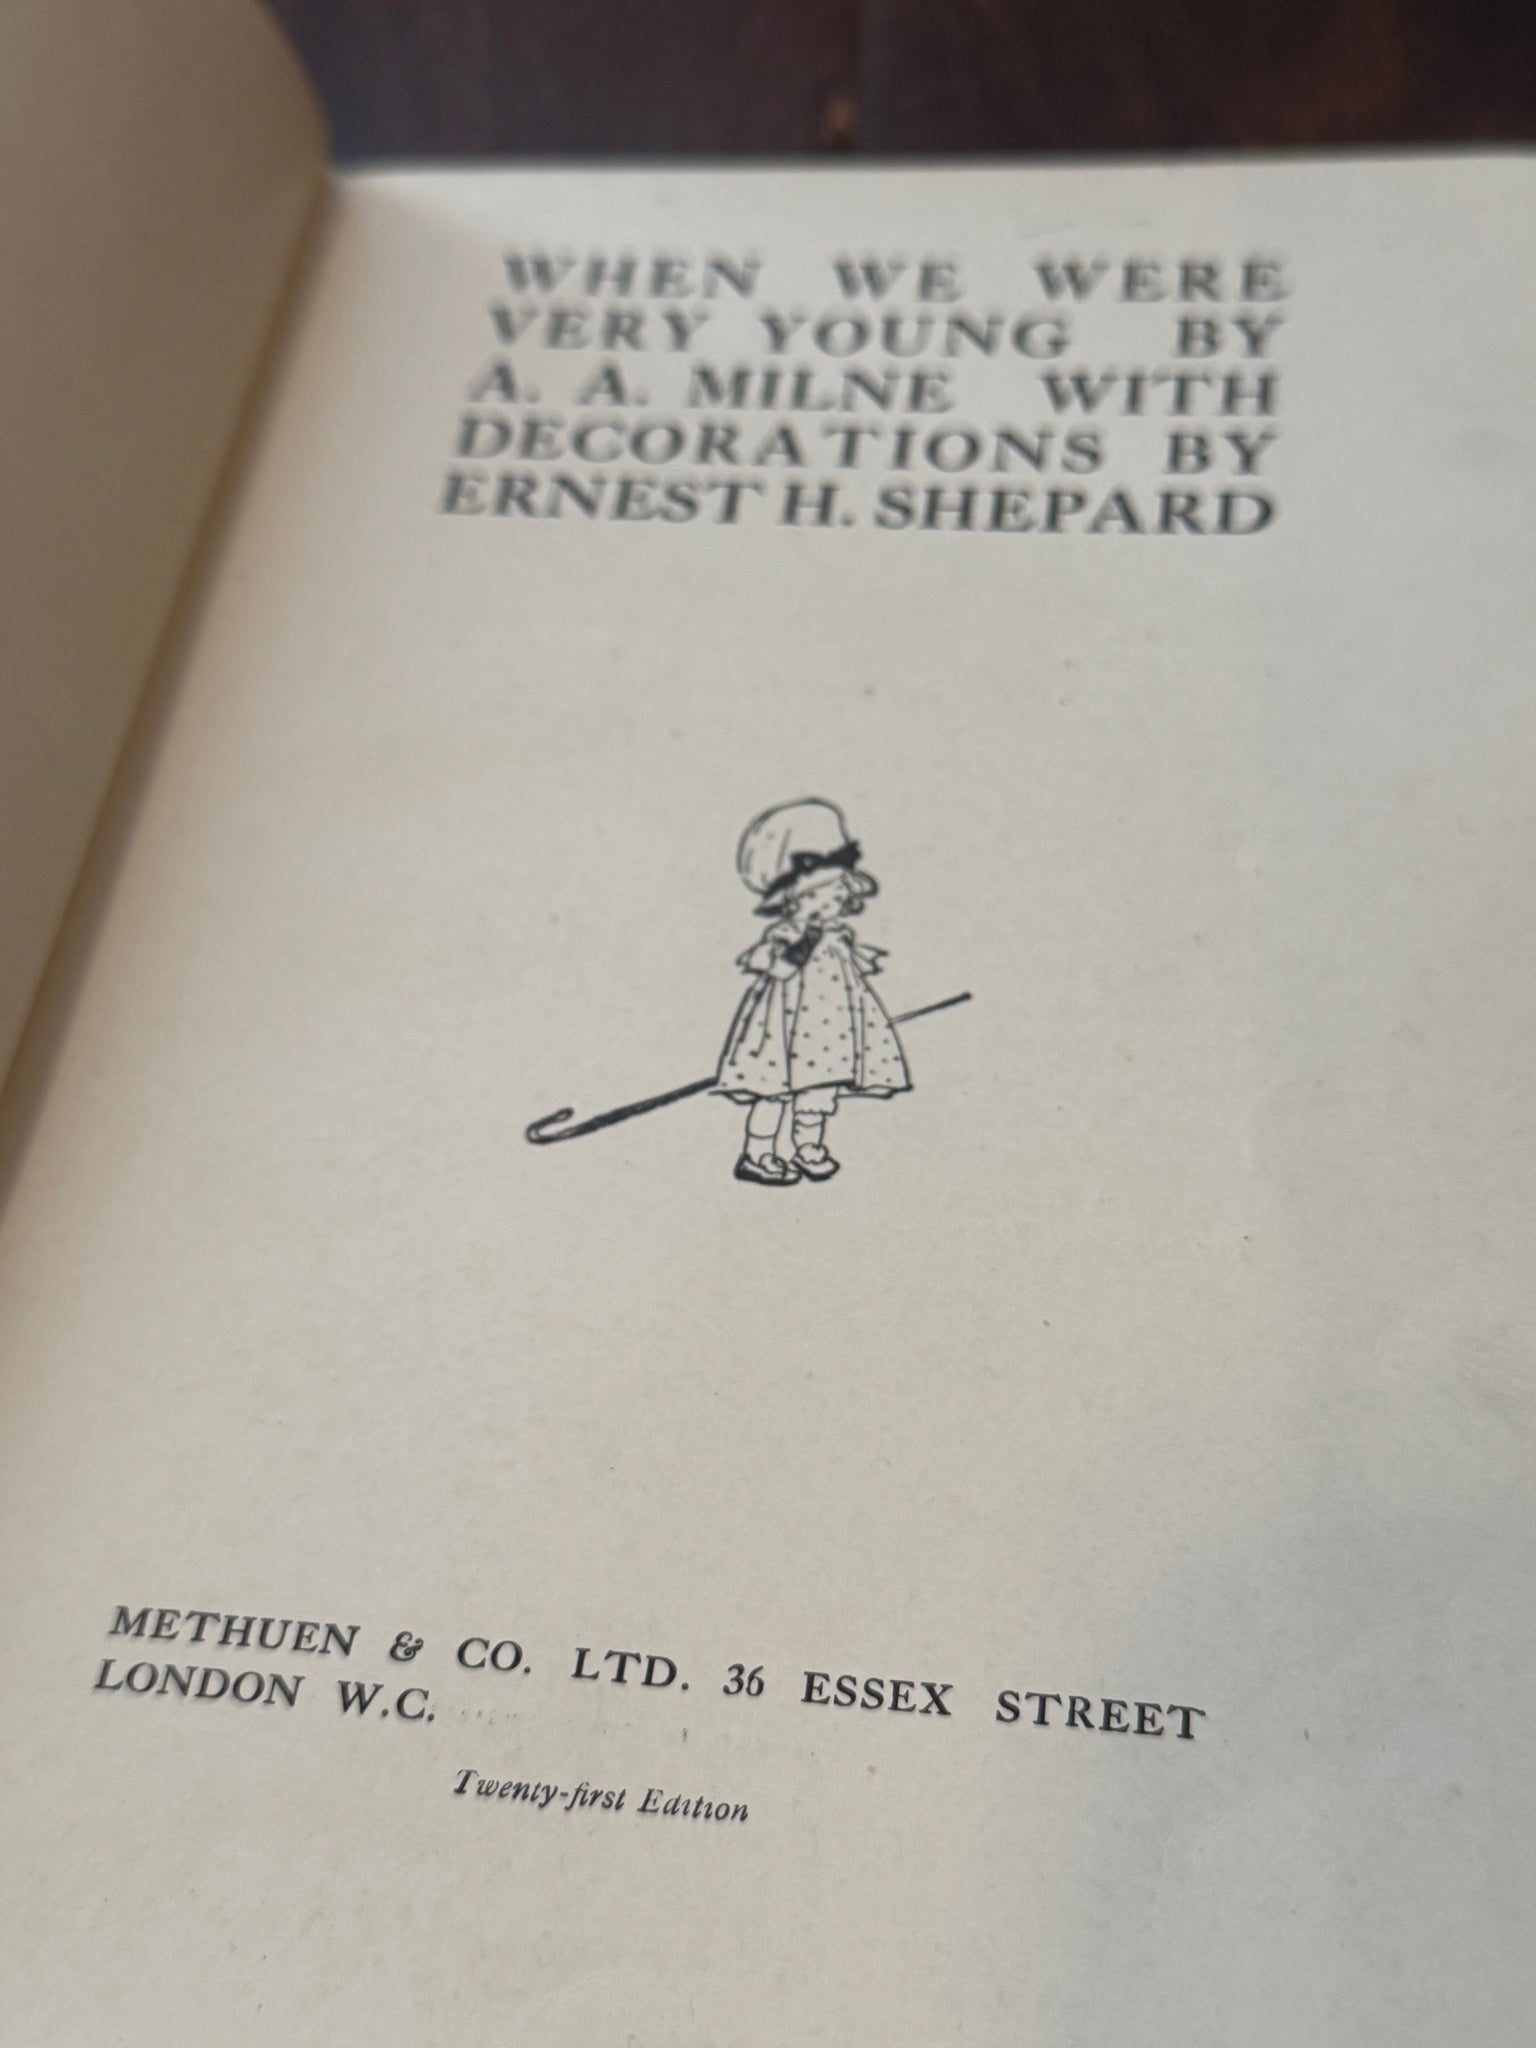 WHEN WE WERE
VERY YOUNG BY
A. A. MILNE WITH
DECORATIONS BY
ERNEST H. SHEPARD
METHUEN & CO. LTD. 36 ESSEX STREET
LONDON W.C.
Twenty-first Edition